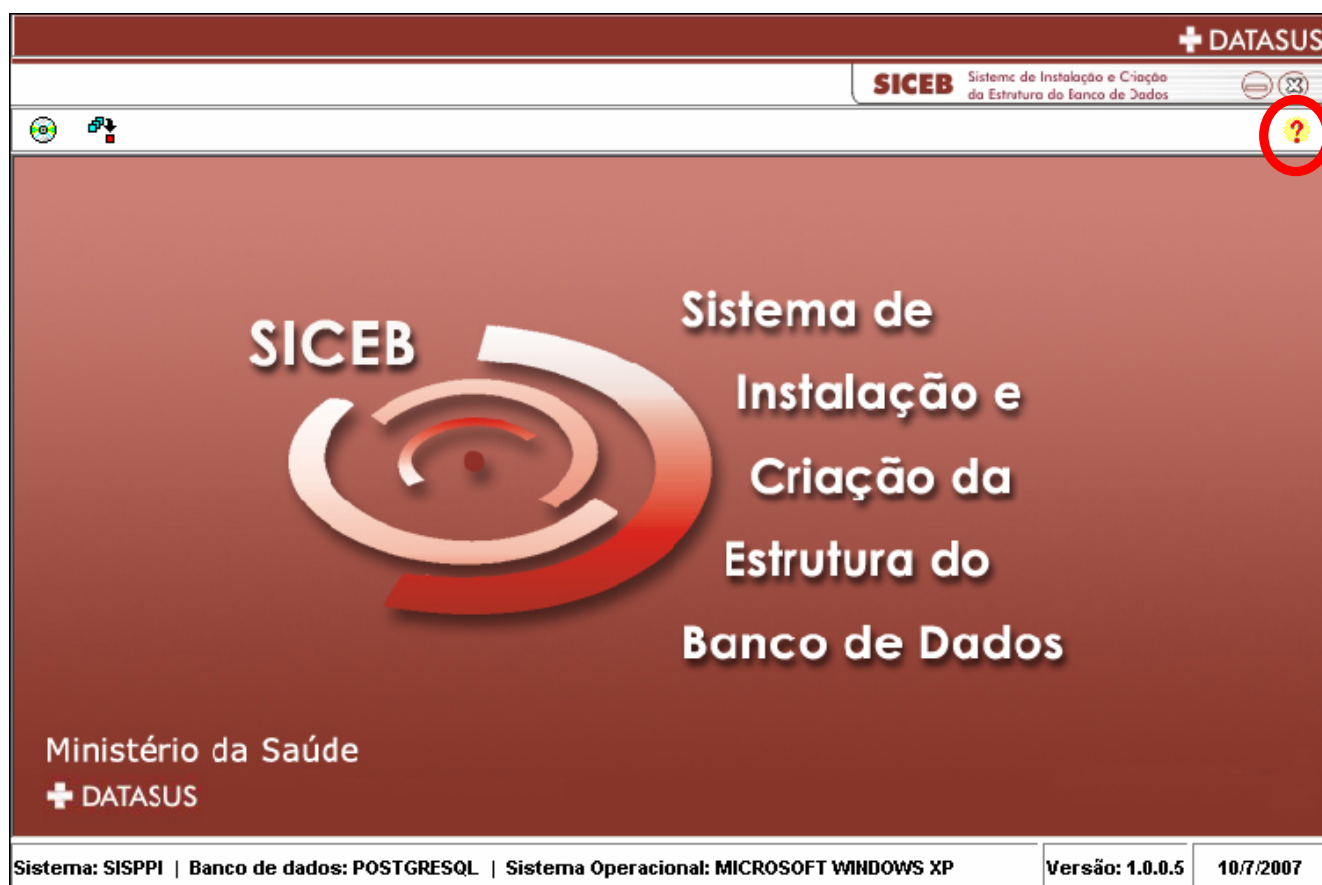 DATASUS
SICEB Sistema de Instalação e Criação
da Estrutura do Banco de Dados
?
SICEB
Sistema de
Instalação e
Criação da
Estrutura do
Banco de Dados
Ministério da Saúde
DATASUS
Sistema: SISPPI | Banco de dados: POSTGRESQL | Sistema Operacional: MICROSOFT WINDOWS XP Versão: 1.0.0.5 10/7/2007